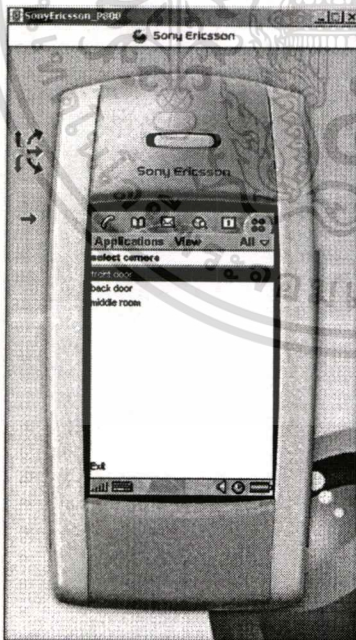 SonyEricsson_P800
Sony Ericsson
Sony Ericsson
Applications View All
select camera
front door
back door
middle room
Exit